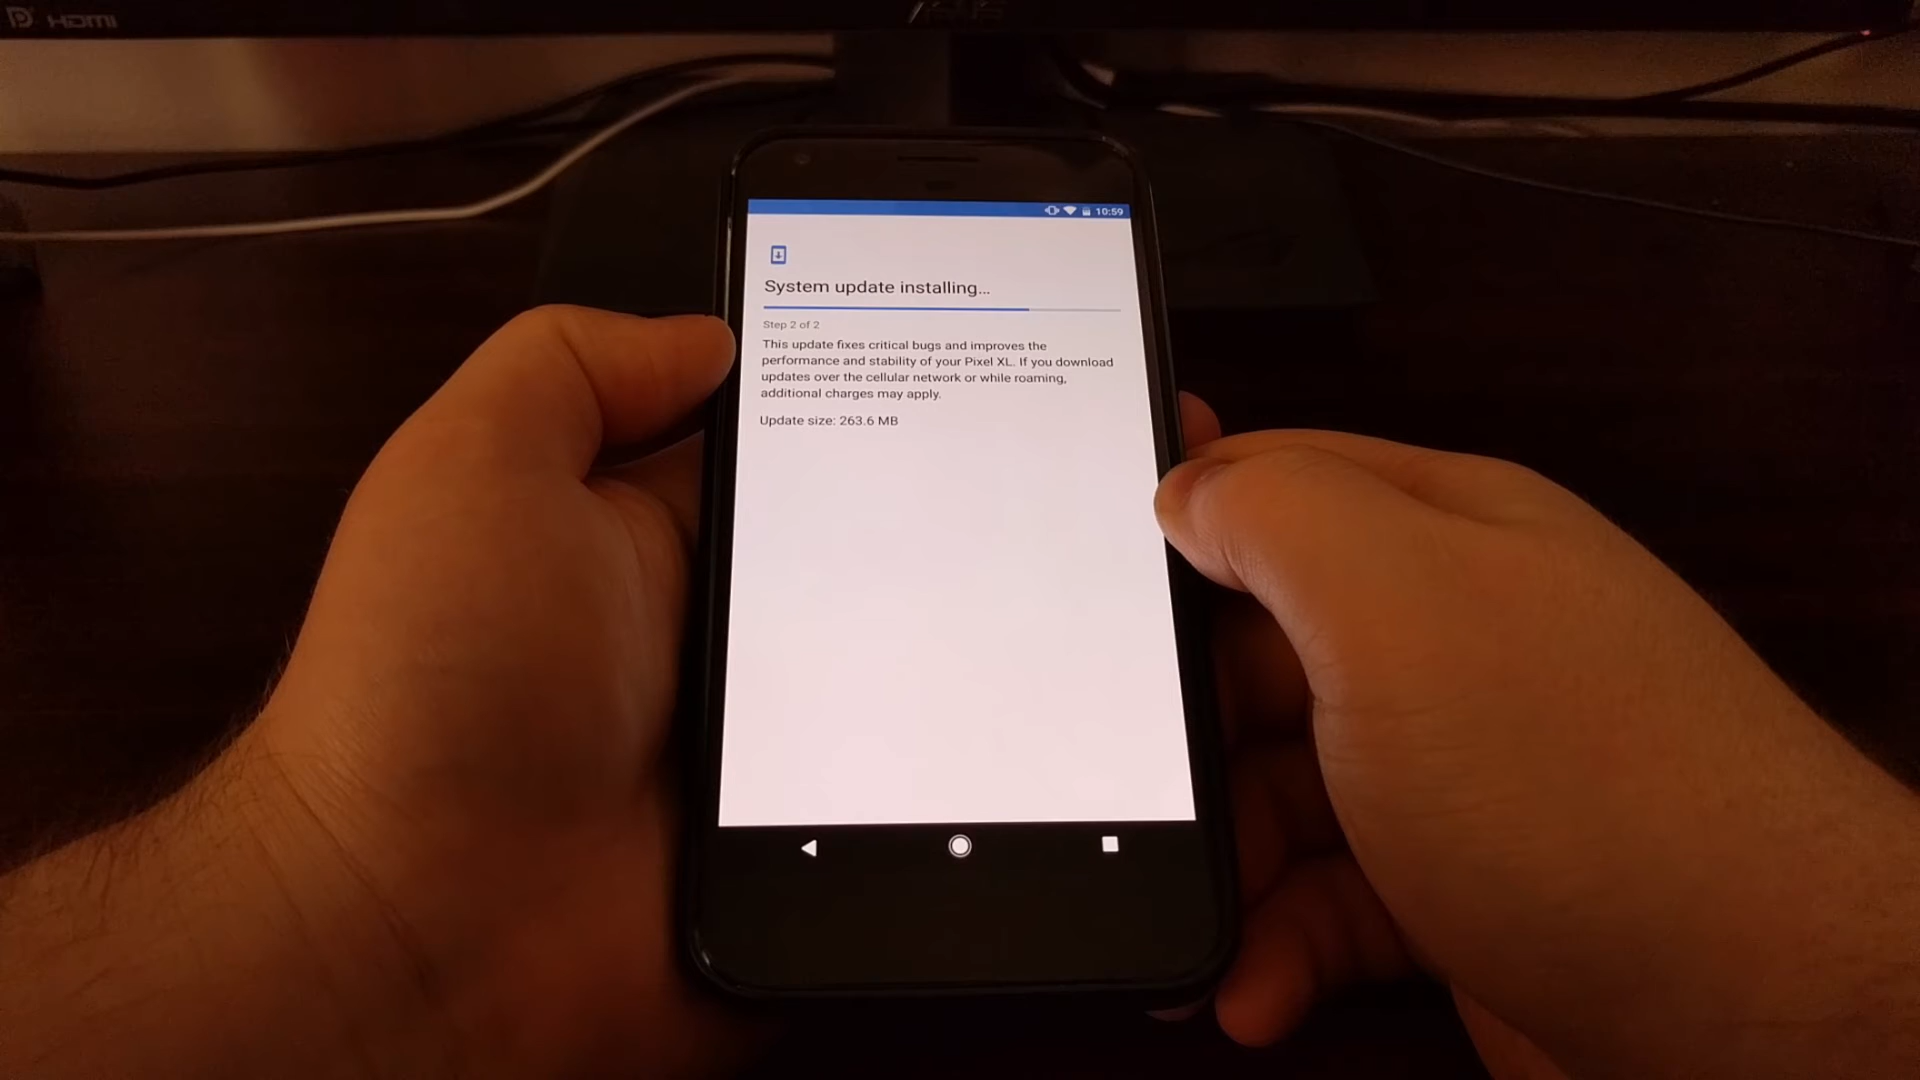 HDMI
ASUS
10:59
System update installing...
Step 2 of 2
This update fixes critical bugs and improves the
performance and stability of your Pixel XL. If you download
updates over the cellular network or while roaming,
additional charges may apply.
Update size: 263.6 MB